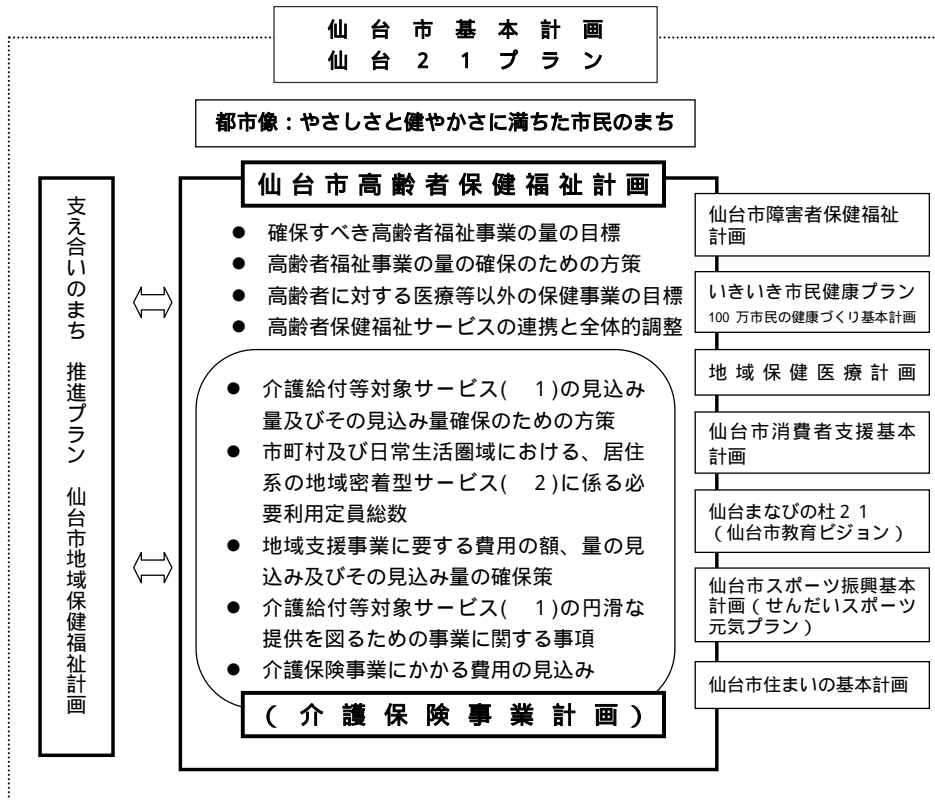 仙台市基本計画
仙台21プラン
都市像：やさしさと健やかさに満ちた市民のまち
支え合いのまち 推進プラン 仙台市地域保健福祉計画
仙台市高齢者保健福祉計画
● 確保すべき高齢者福祉事業の量の目標
● 高齢者福祉事業の量の確保のための方策
● 高齢者に対する医療等以外の保健事業の目標
● 高齢者保健福祉サービスの連携と全体的調整
● 介護給付等対象サービス( 1)の見込み
量及びその見込み量確保のための方策
● 市町村及び日常生活圏域における、居住
系の地域密着型サービス( 2)に係る必
要利用定員総数
● 地域支援事業に要する費用の額、量の見
込み及びその見込み量の確保策
● 介護給付等対象サービス( 1)の円滑な
提供を図るための事業に関する事項
● 介護保険事業にかかる費用の見込み
(介護保険事業計画)
仙台市障害者保健福祉
計画
いきいき市民健康プラン
100 万市民の健康づくり基本計画
地域保健医療計画
仙台市消費者支援基本
計画
仙台まなびの杜21
（仙台市教育ビジョン）
仙台市スポーツ振興基本
計画（せんだいスポーツ
元気プラン）
仙台市住まいの基本計画